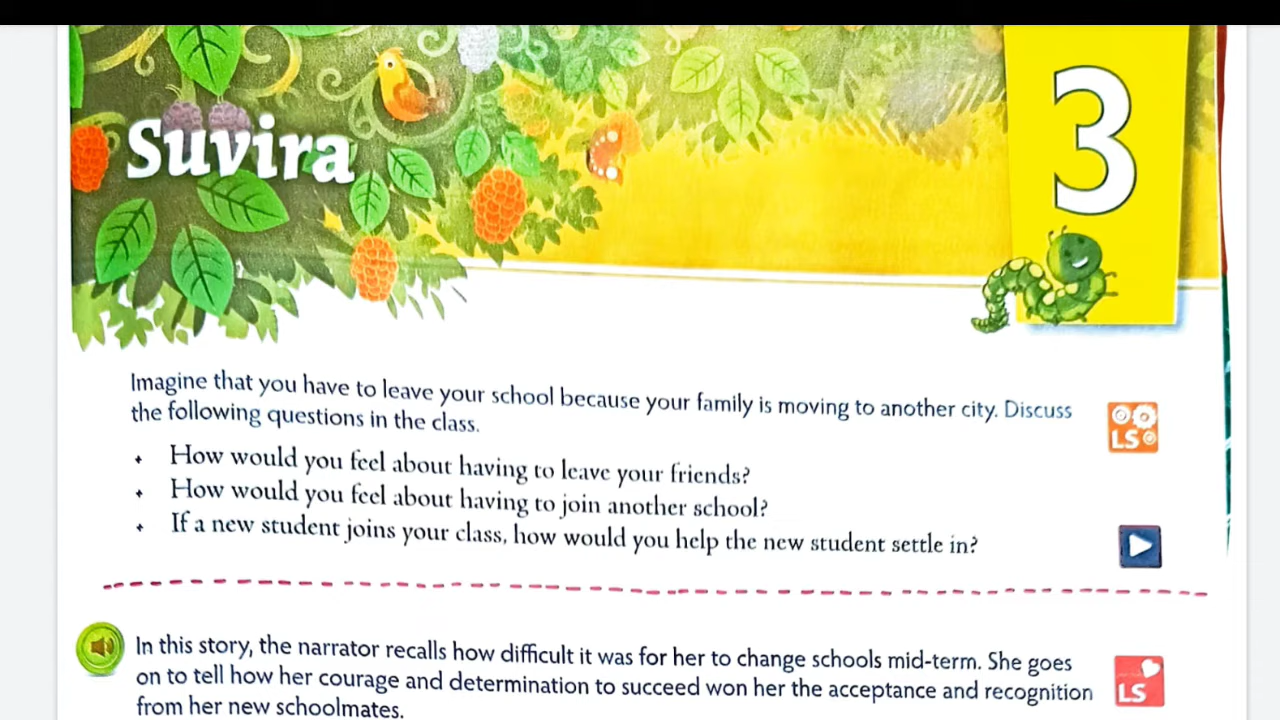 Suvira
3
Imagine that you have to leave your school because your family is moving to another city. Discuss
the following questions in the class.
LS
How would you feel about having to leave your friends?
How would you feel about having to join another school?
If a new student joins your class, how would you help the new student settle in?
In this story, the narrator recalls how difficult it was for her to change schools mid-term. She goes
on to tell how her courage and determination to succeed won her the acceptance and recognition
LS
from her new schoolmates.